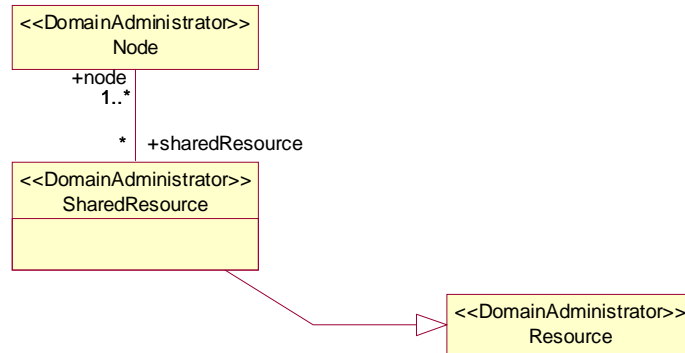 <<DomainAdministrator>>
Node
+node
1..*
* +sharedResource
<<DomainAdministrator>>
SharedResource
<<DomainAdministrator>>
Resource